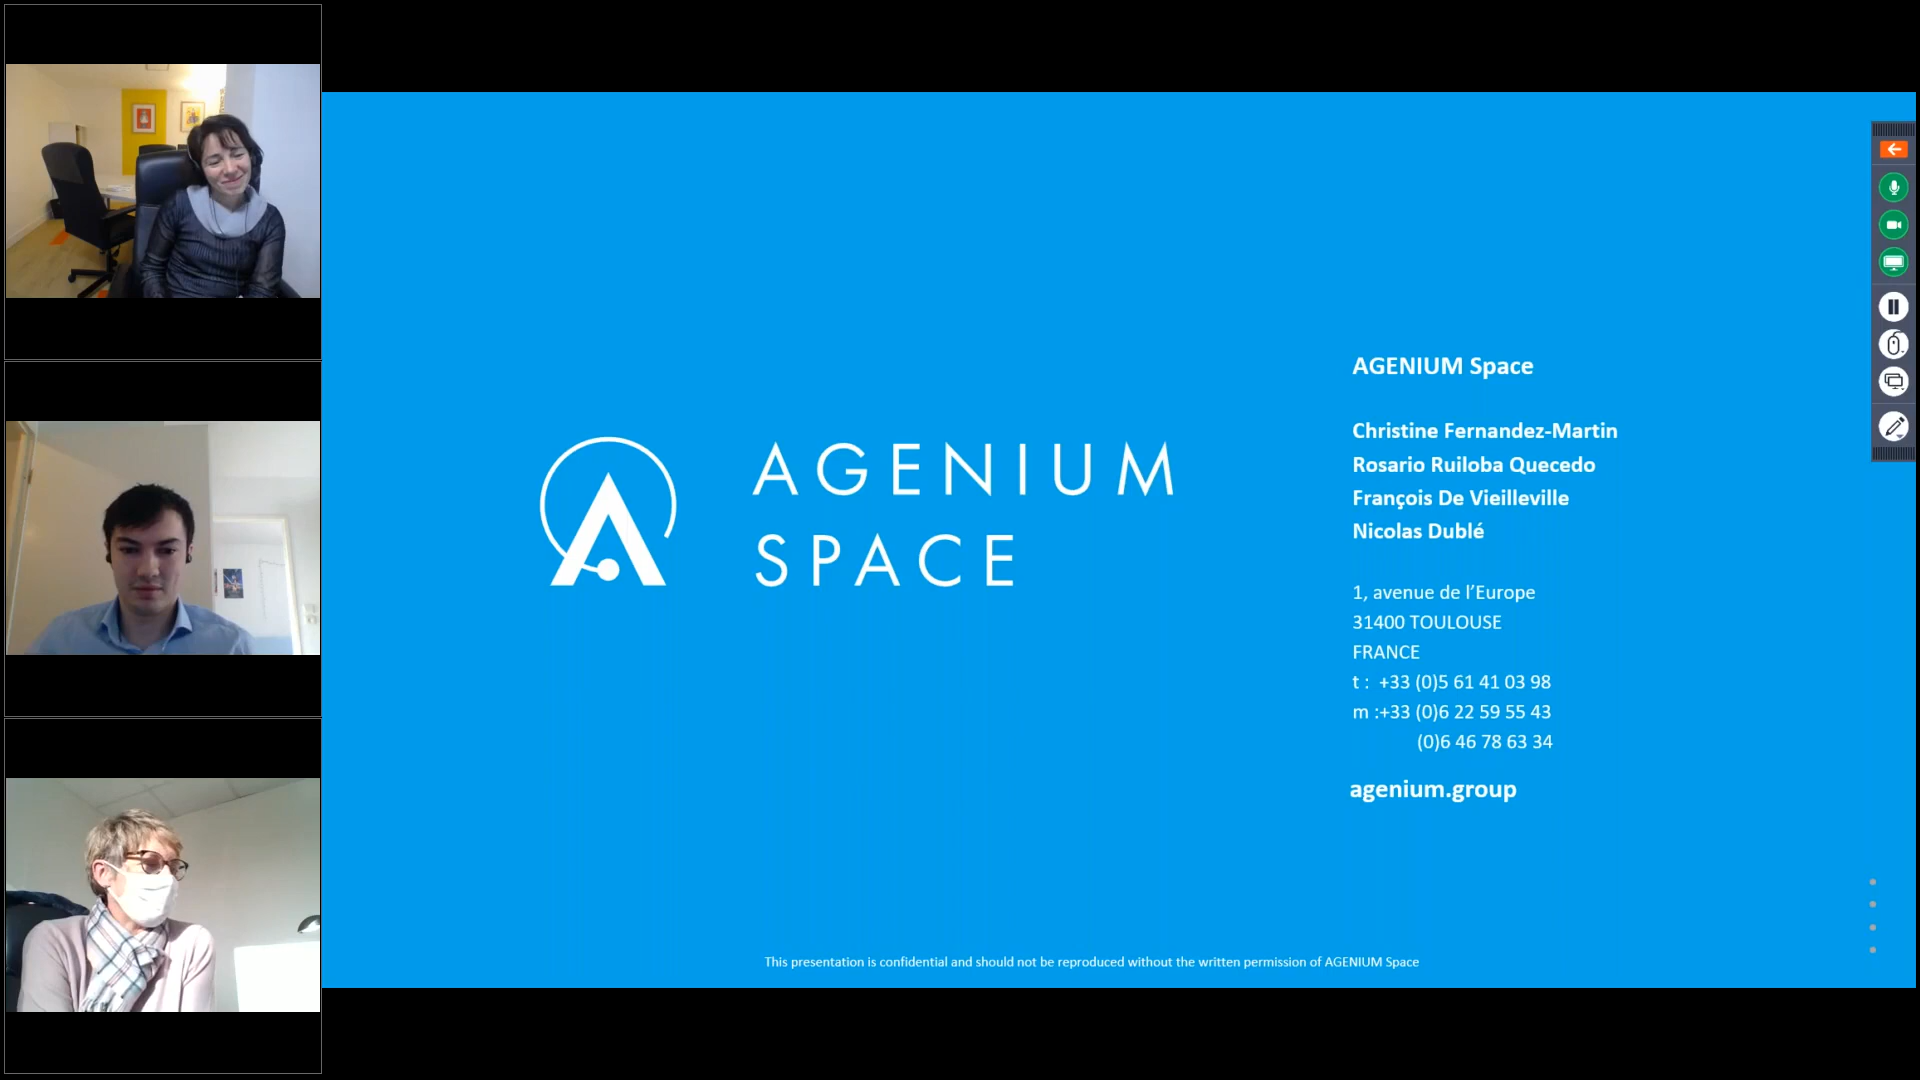 AGENIUM
SPACE
AGENIUM Space
Christine Fernandez-Martin
Rosario Ruiloba Quecedo
François De Vieilleville
Nicolas Dublé
1, avenue de l’Europe
31400 TOULOUSE
FRANCE
t : +33 (0)5 61 41 03 98
m :+33 (0)6 22 59 55 43
(0)6 46 78 63 34
agenium.group
This presentation is confidential and should not be reproduced without the written permission of AGENIUM Space